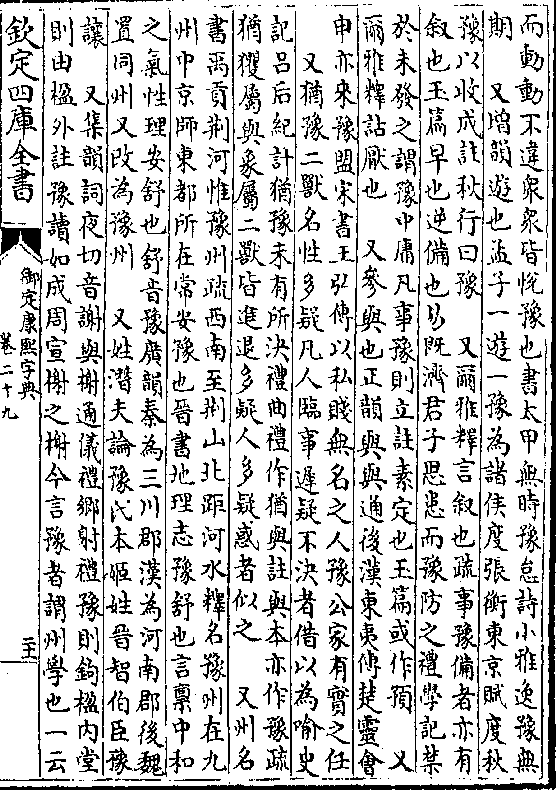 而動動不違衆衆皆悅豫也書太甲無時豫怠詩小雅逸豫無
期　又增韻遊也孟子一遊一豫為諸侯度張衡東京賦度秋
豫以收成註秋行曰豫　又爾雅釋言叙也疏事豫備者亦有
叙也玉篇早也逆備也易旣濟君子思患而豫防之禮學記禁
於未發之謂豫中庸凡事豫則立註素定也玉篇或作預　又
爾雅釋詁厭也　又參與也正韻與與通後漢東夷傳楚靈會
申亦來豫盟宋書王弘傳以私賤無名之人豫公家有實之任
又猶豫二獸名性多疑凡人臨事遲疑不決者借以為喻史
記呂后紀計猶豫未有所決禮曲禮作猶與註與本亦作豫疏
猶玃屬與象屬二獸皆進退多疑人多疑惑者似之　又州名
書禹貢荆河惟豫州疏西南至荆山北距河水釋名豫州在九
州中京師東都所在常安豫也晉書地理志豫舒也言禀中和
之氣性理安舒也舒音豫廣韻秦為三川郡漢為河南郡後魏
置同州又改為豫州　又姓潛夫論豫氏本姬姓晉智伯臣豫
讓　又集韻詞夜切音謝與榭通儀禮鄉射禮豫則鉤楹內堂
則由楹外註豫讀如成周宣榭之榭今言豫者謂州學也一云
欽定四庫全書
御定康熙字典
卷二十九
二十